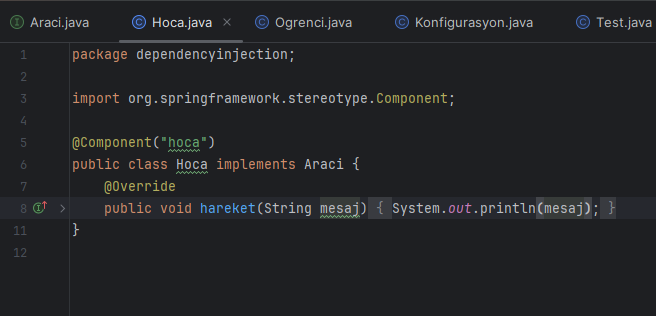 Araci.java Hoca.java Ogrenci.java Konfigurasyon.java Test.java
1 package dependencyinjection;
2
3 import org.springframework.stereotype.Component;
4
5 @Component("hoca")
6 public class Hoca implements Araci {
7 @Override
8 public void hareket(String mesaj) { System.out.println(mesaj); }
11 }
12